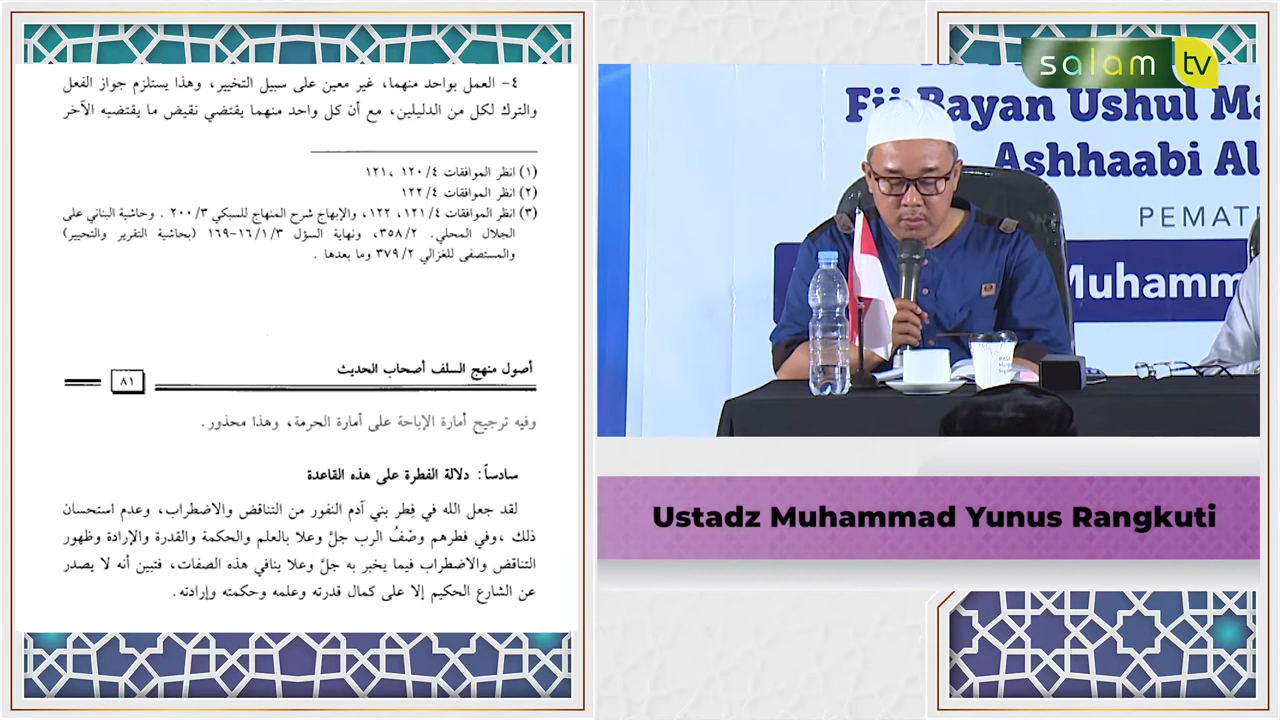 ٤- العمل بواحد منهما، غير معين على سبيل التخيير، وهذا يستلزم جواز الفعل
والترك لكل من الدليلين، مع أن كل واحد منهما يقتضي نقيض ما يقتضيه الآخر
(١) انظر الموافقات ٤/ ١٢٠ ،١٢١
(٢) انظر الموافقات ٤/ ١٢٢
(٣) انظر الموافقات ٤/ ١٢١، ١٢٢، والإبهاج شرح المنهاج للسبكي ٣/ ٢٠٠ . وحاشية البناني على
الجلال المحلي. ٢/ ٣٥٨، ونهاية السؤل ٣/ ١/ ١٦-١٦٩ (بحاشية التقرير والتحبير)
والمستصفى للغزالي ٢/ ٣٧٩ وما بعدها .
أصول منهج السلف أصحاب الحديث
٨١
وفيه ترجيح أمارة الإباحة على أمارة الحرمة، وهذا محذور.
سادساً: دلالة الفطرة على هذه القاعدة
لقد جعل الله في فِطر بني آدم النفور من التناقض والاضطراب، وعدم استحسان
ذلك ،وفي فطرهم وصْفُ الرب جلَّ وعلا بالعلم والحكمة والقدرة والإرادة وظهور
التناقض والاضطراب فيما يخبر به جلَّ وعلا ينافي هذه الصفات، فتبين أنه لا يصدر
عن الشارع الحكيم إلا على كمال قدرته وعلمه وحكمته وإرادته.
salam tv
Fii Bayan Ushul Ma
Ashhaabi Al
PEMATE
Muhamm
Ustadz Muhammad Yunus Rangkuti